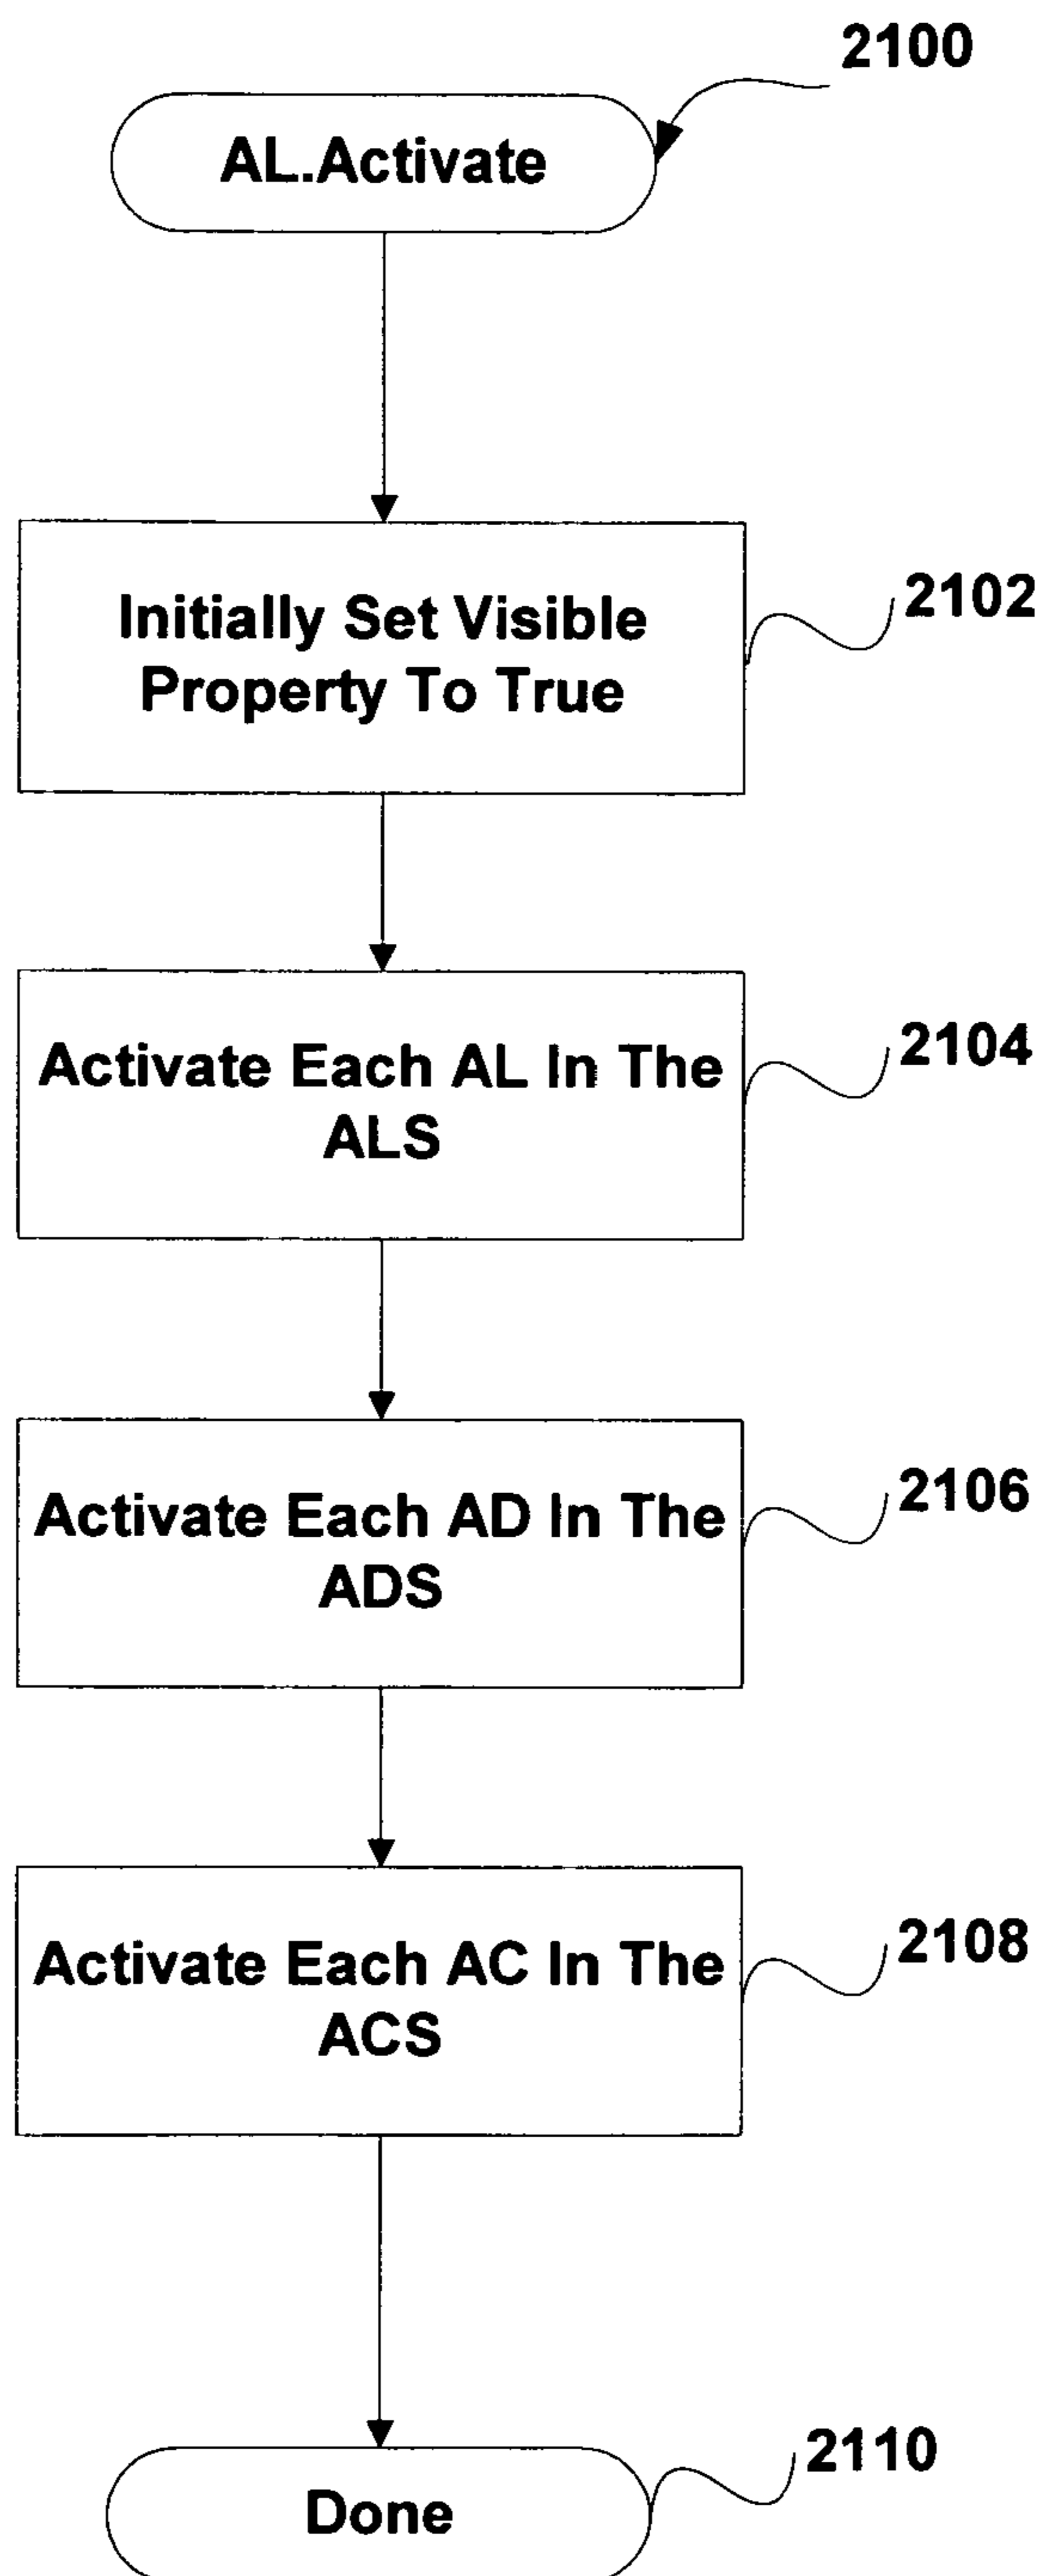 2100
AL.Activate
Initially Set Visible
Property To True
2102
Activate Each AL In The
ALS
2104
Activate Each AD In The
ADS
2106
Activate Each AC In The
ACS
2108
Done
2110